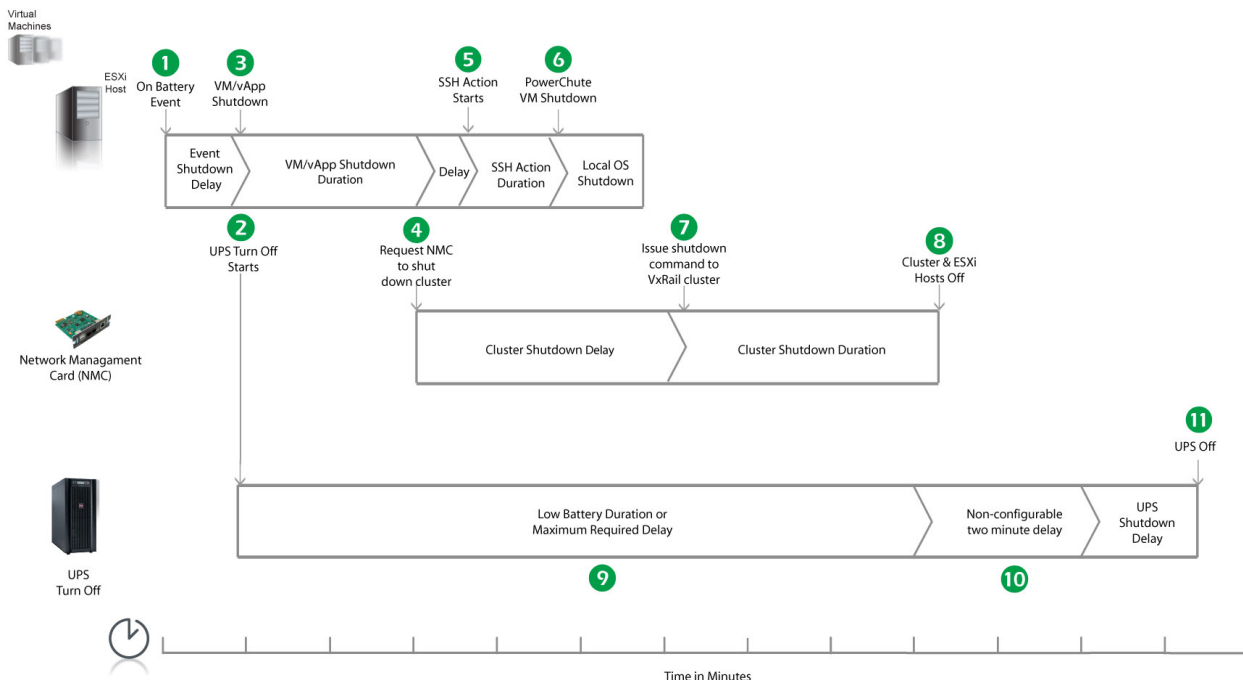 Virtual
Machines
ESXi
Host
1
On Battery
Event
3
VM/vApp
Shutdown
5
SSH Action
Starts
6
PowerChute
VM Shutdown
Event
Shutdown
Delay
VM/vApp Shutdown
Duration
Delay
SSH Action
Duration
Local OS
Shutdown
2
UPS Turn Off
Starts
4
Request NMC
to shut
down cluster
7
Issue shutdown
command to
VxRail cluster
8
Cluster & ESXi
Hosts Off
Network Managament
Card (NMC)
Cluster Shutdown Delay
Cluster Shutdown Duration
11
UPS Off
UPS
Turn Off
Low Battery Duration or
Maximum Required Delay
Non-configurable
two minute delay
UPS
Shutdown
Delay
9
10
Time in Minutes